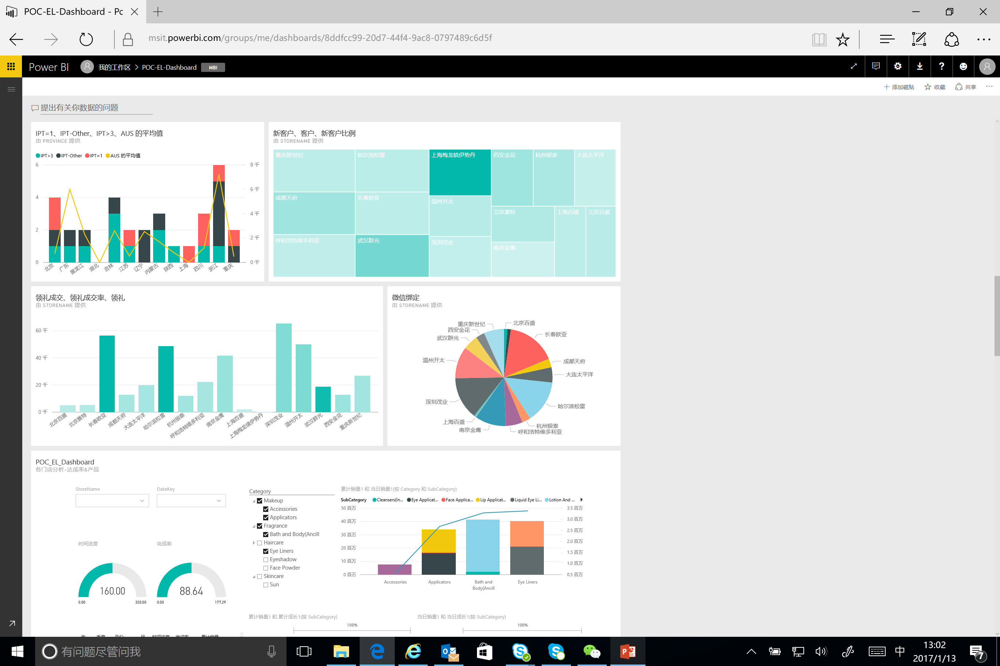 POC-EL-Dashboard - Pc
msit.powerbi.com/groups/me/dashboards/8ddfcc99-20d7-44f4-9ac8-0797489c6d5f
Power BI 我的工作区 > POC-EL-Dashboard MBI
添加磁贴 收藏 共享
提出有关你数据的问题
IPT=1、IPT-Other、IPT>3、AUS 的平均值
由 PROVINCE 提供
IPT>3 IPT-Other IPT=1 AUS 的平均值
6 8 千
6 千
4
4 千
2
2 千
0 0 千
北京 广东 黑龙江 湖北 吉林 江苏 辽宁 内蒙古 陕西 上海 四川 浙江 重庆
新客户、客户、新客户比例
由 STORENAME 提供
重庆新世纪 哈尔滨松雷 上海梅龙镇伊势丹 西安金花 杭州银泰 大连太平洋
成都天府 长春欧亚 温州开太
北京赛特 上海百盛 北京百盛
呼和浩特维多利亚 武汉群光 深圳茂业 南京金鹰
领礼成交、领礼成交率、领礼
由 STORENAME 提供
60 千
40 千
20 千
0 千
北京百盛 北京赛特 长春欧亚 成都天府 大连太平洋 哈尔滨松雷 杭州银泰 呼和浩特维多利亚 南京金鹰 上海百盛 上海梅龙镇伊势丹 深圳茂业 温州开太 武汉群光 西安金花 重庆新世纪
微信绑定
由 STORENAME 提供
北京百盛
重庆新世纪
西安金花
长春欧亚
武汉群光
温州开太
成都天府
大连太平洋
深圳茂业
哈尔滨松雷
上海百盛
杭州银泰
南京金鹰
呼和浩特维多利亚
POC_EL_Dashboard
各门店分析-达成率&产品
StoreName DateKey
时间进度 完成率
160.00 88.64
0.00 320.00 0.00 177.29
Category
Makeup
Accessories
Applicators
Fragrance
Bath and Body(Ancill
Haircare
Eye Liners
Eyeshadow
Face Powder
Skincare
Sun
累计销量1 和 当日销量1(按 Category 和 SubCategory)
SubCategory Cleansers(In... Eye Applicat... Face Applica... Lip Applicat... Liquid Eye Li... Lotion And ...
50 百万 3.5 百万
40 百万 3.0 百万
2.5 百万
30 百万
2.0 百万
20 百万
1.5 百万
10 百万 1.0 百万
0 百万 0.5 百万
Accessories Applicators Bath and Eye Liners
Body(Ancill
累计销量1 和 累计成长1(按 SubCategory) 当日销量1 和 当日成长1(按 SubCategory)
100% 100%
有问题尽管问我
中
13:02
2017/1/13
7